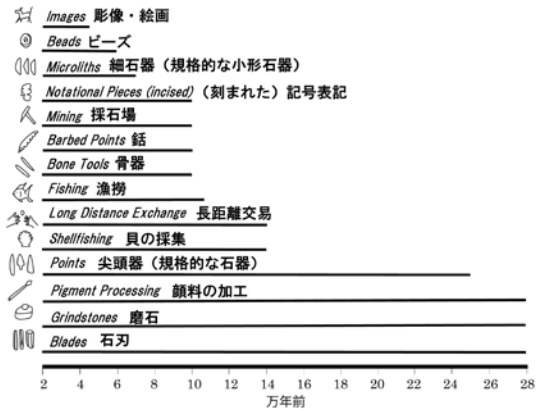 Images 彫像・絵画
Beads ビーズ
Microliths 細石器（規格的な小形石器）
Notational Pieces (incised)（刻まれた）記号表記
Mining 採石場
Barbed Points 銛
Bone Tools 骨器
Fishing 漁撈
Long Distance Exchange 長距離交易
Shellfishing 貝の採集
Points 尖頭器（規格的な石器）
Pigment Processing 顔料の加工
Grindstones 磨石
Blades 石刃
2 4 6 8 10 12 14 16 18 20 22 24 26 28
万年前